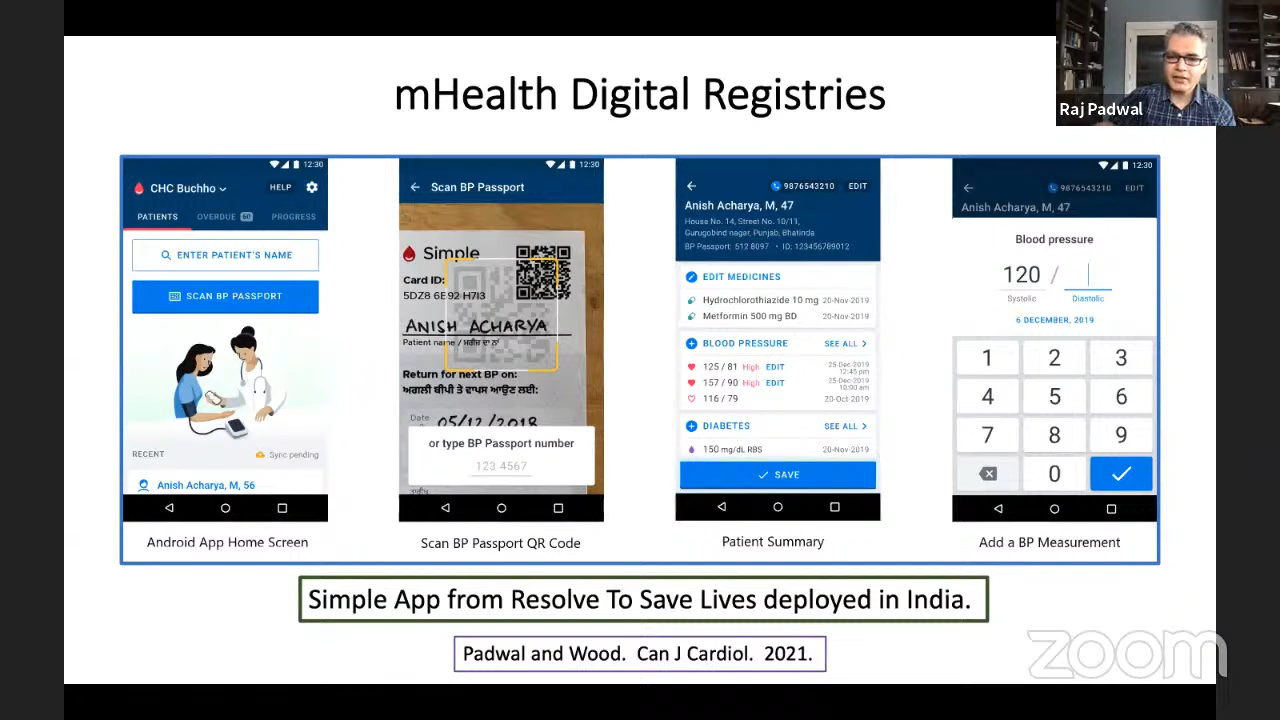 mHealth Digital Registries
Raj Padwal
12:30
CHC Buchho
HELP
PATIENTS
OVERDUE 60
PROGRESS
ENTER PATIENT'S NAME
SCAN BP PASSPORT
RECENT
Sync pending
Anish Acharya, M, 56
Android App Home Screen
12:30
Scan BP Passport
Simple
Card ID:
5DZ8 6E92 H7I3
ANISH ACHARYA
Patient name / ਮਰੀਜ਼ ਦਾ ਨਾਂ
Return for next BP on:
ਅਗਲੀ ਬੀਪੀ ਤੇ ਵਾਪਸ ਆਉਣ ਲਈ:
Date
05/12/2018
or type BP Passport number
123 4567
ਤਾਰੀਖ
Scan BP Passport QR Code
9876543210 EDIT
Anish Acharya, M, 47
House No. 14, Street No. 10/11,
Gurugobind nagar, Punjab, Bhatinda
BP Passport: 512 8097 • ID: 123456789012
EDIT MEDICINES
Hydrochlorothiazide 10 mg 20-Nov-2019
Metformin 500 mg BD 20-Nov-2019
BLOOD PRESSURE SEE ALL
125 / 81 High EDIT 25-Dec-2019 12:45 pm
157 / 90 High EDIT 25-Dec-2019 10:00 am
116 / 79 20-Oct-2019
DIABETES SEE ALL
150 mg/dL RBS 20-Nov-2019
SAVE
Patient Summary
12:30
9876543210 EDIT
Anish Acharya, M, 47
Blood pressure
120 /
Systolic Diastolic
6 DECEMBER, 2019
1 2 3
4 5 6
7 8 9
0
Add a BP Measurement
Simple App from Resolve To Save Lives deployed in India.
Padwal and Wood. Can J Cardiol. 2021.
zoom